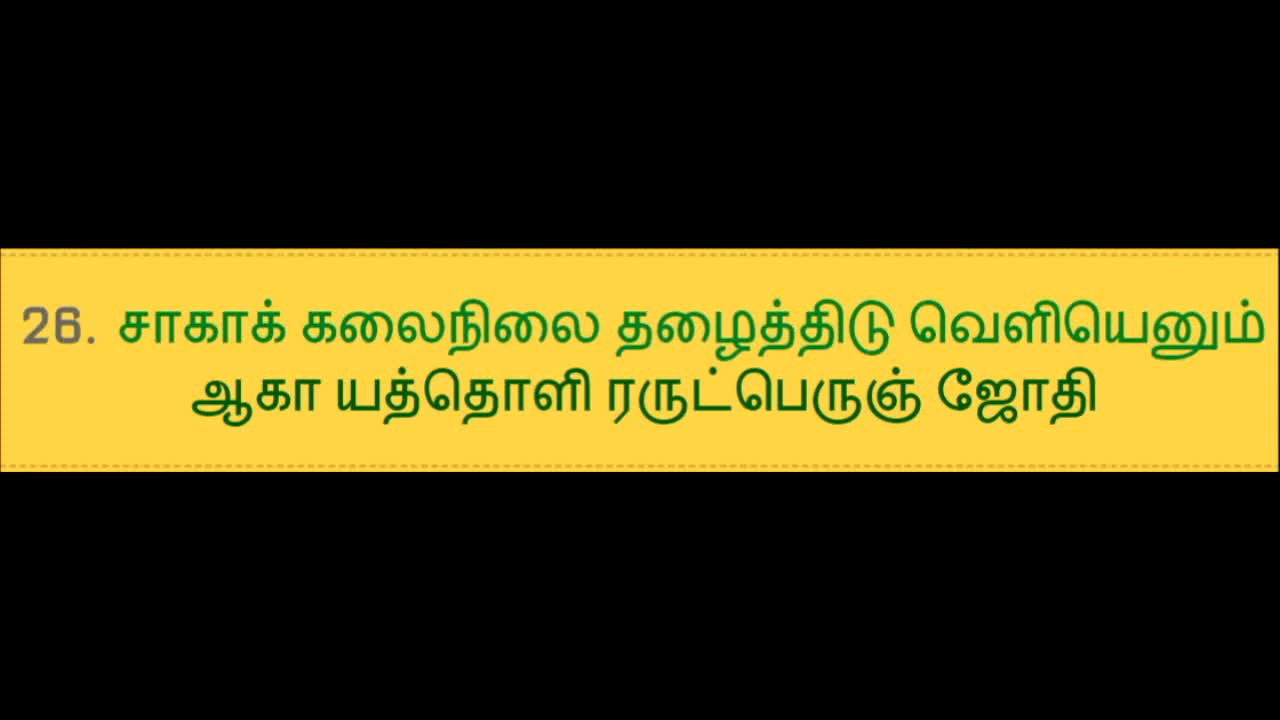 26. சாகாக் கலைநிலை தழைத்திடு வெளியெனும்
ஆகா யத்தொளி ரருட்பெருஞ் ஜோதி